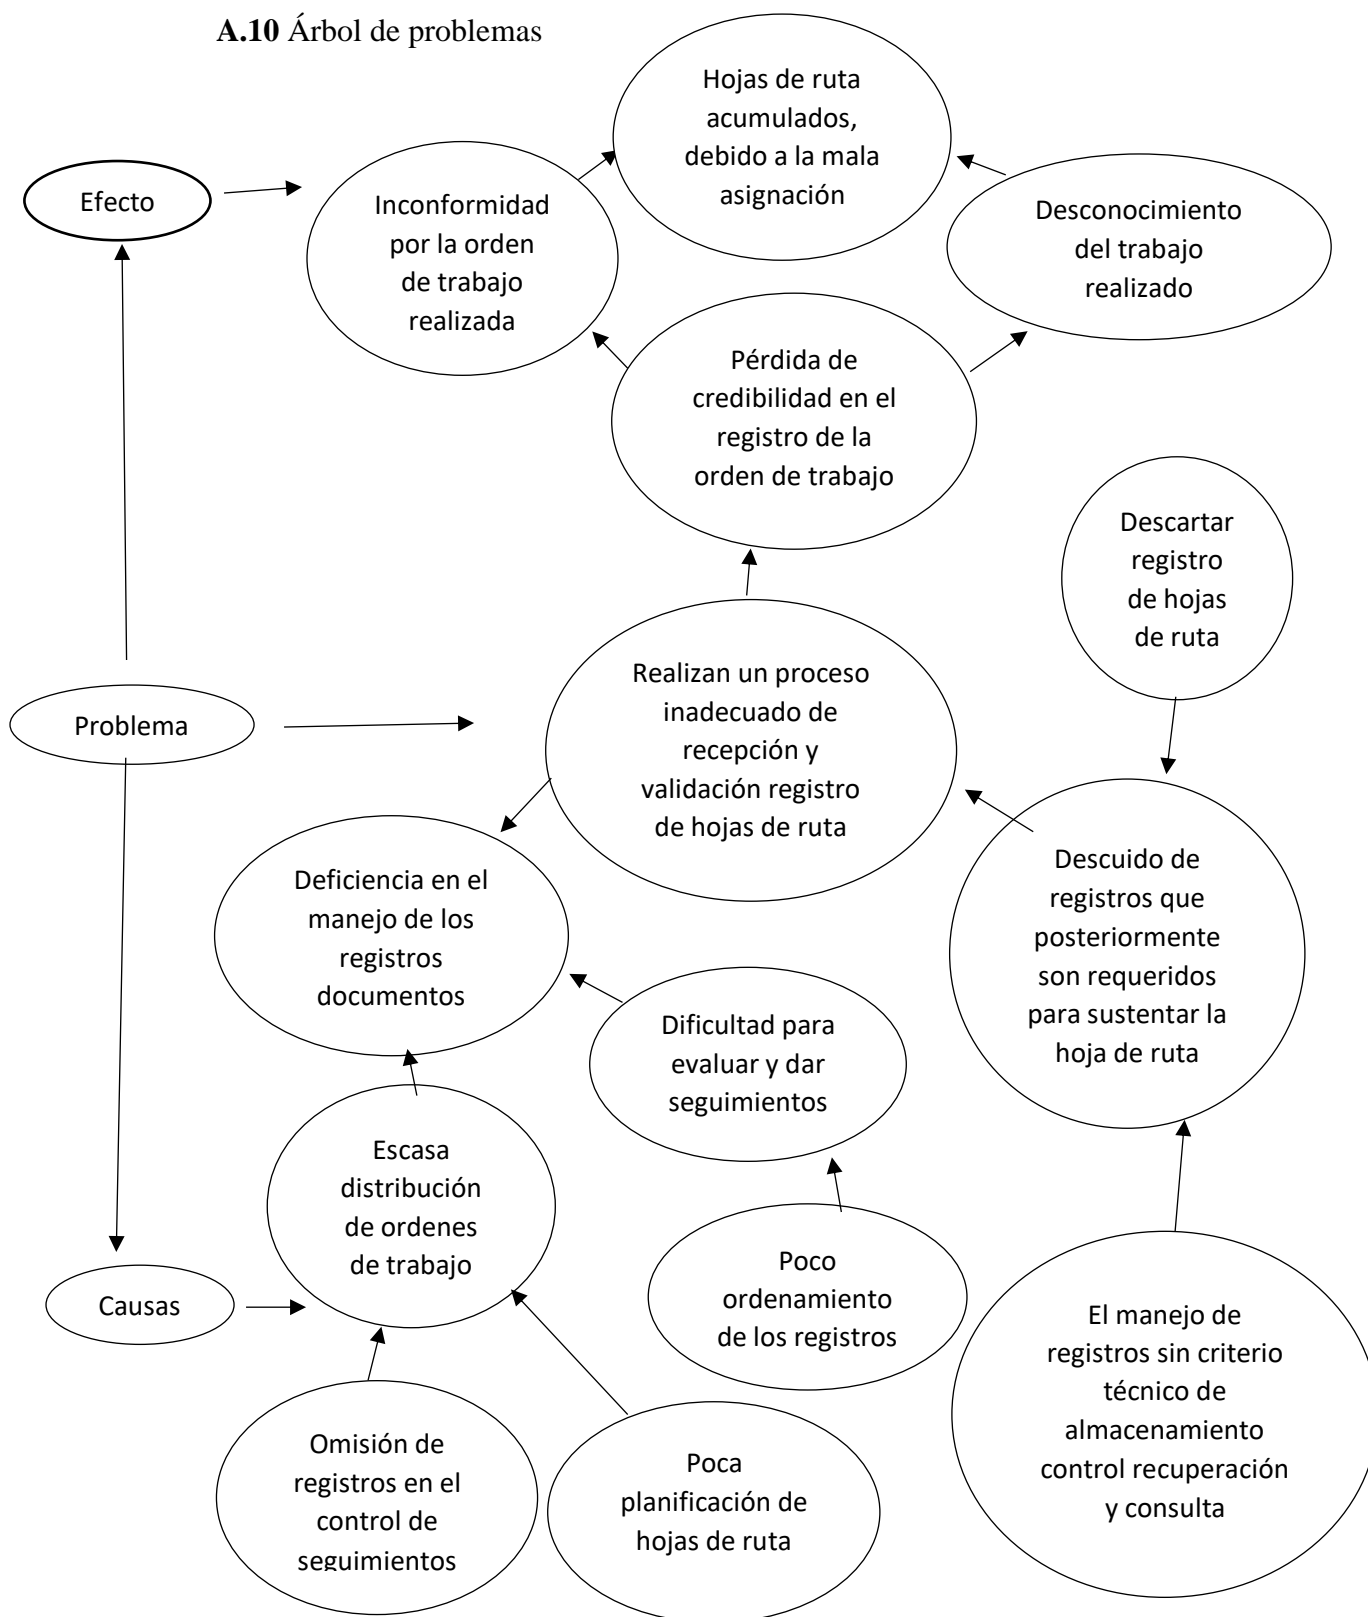 A.10 Árbol de problemas
Hojas de ruta
acumulados,
debido a la mala
asignación
Efecto
Inconformidad
por la orden
de trabajo
realizada
Desconocimiento
del trabajo
realizado
Pérdida de
credibilidad en el
registro de la
orden de trabajo
Descartar
registro
de hojas
de ruta
Problema
Realizan un proceso
inadecuado de
recepción y
validación registro
de hojas de ruta
Deficiencia en el
manejo de los
registros
documentos
Descuido de
registros que
posteriormente
son requeridos
para sustentar la
hoja de ruta
Dificultad para
evaluar y dar
seguimientos
Escasa
distribución
de ordenes
de trabajo
Causas
Poco
ordenamiento
de los registros
El manejo de
registros sin criterio
técnico de
almacenamiento
control recuperación
y consulta
Omisión de
registros en el
control de
seguimientos
Poca
planificación de
hojas de ruta